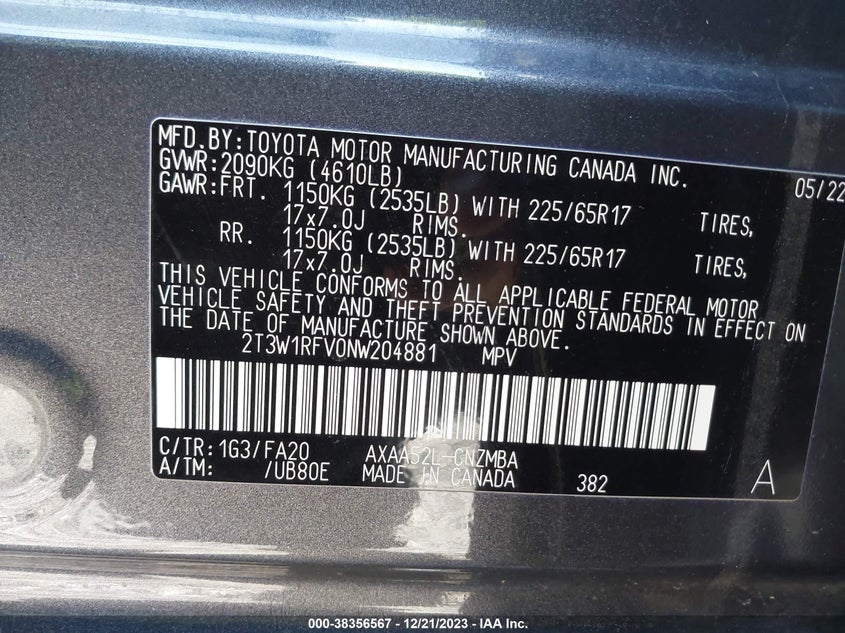 MFD. BY: TOYOTA MOTOR MANUFACTURING CANADA INC. 05/22
GVWR: 2090KG (4610LB)
GAWR: FRT. 1150KG (2535LB) WITH 225/65R17 TIRES,
17x7.0J RIMS.
RR. 1150KG (2535LB) WITH 225/65R17 TIRES,
17x7.0J RIMS.
THIS VEHICLE CONFORMS TO ALL APPLICABLE FEDERAL MOTOR
VEHICLE SAFETY AND THEFT PREVENTION STANDARDS IN EFFECT ON
THE DATE OF MANUFACTURE SHOWN ABOVE.
2T3W1RFV0NW204881 MPV
C/TR: 1G3/FA20 AXAA52L-CNZMBA
A/TM: /UB80E MADE IN CANADA 382 A
000-38356567 - 12/21/2023 - IAA Inc.